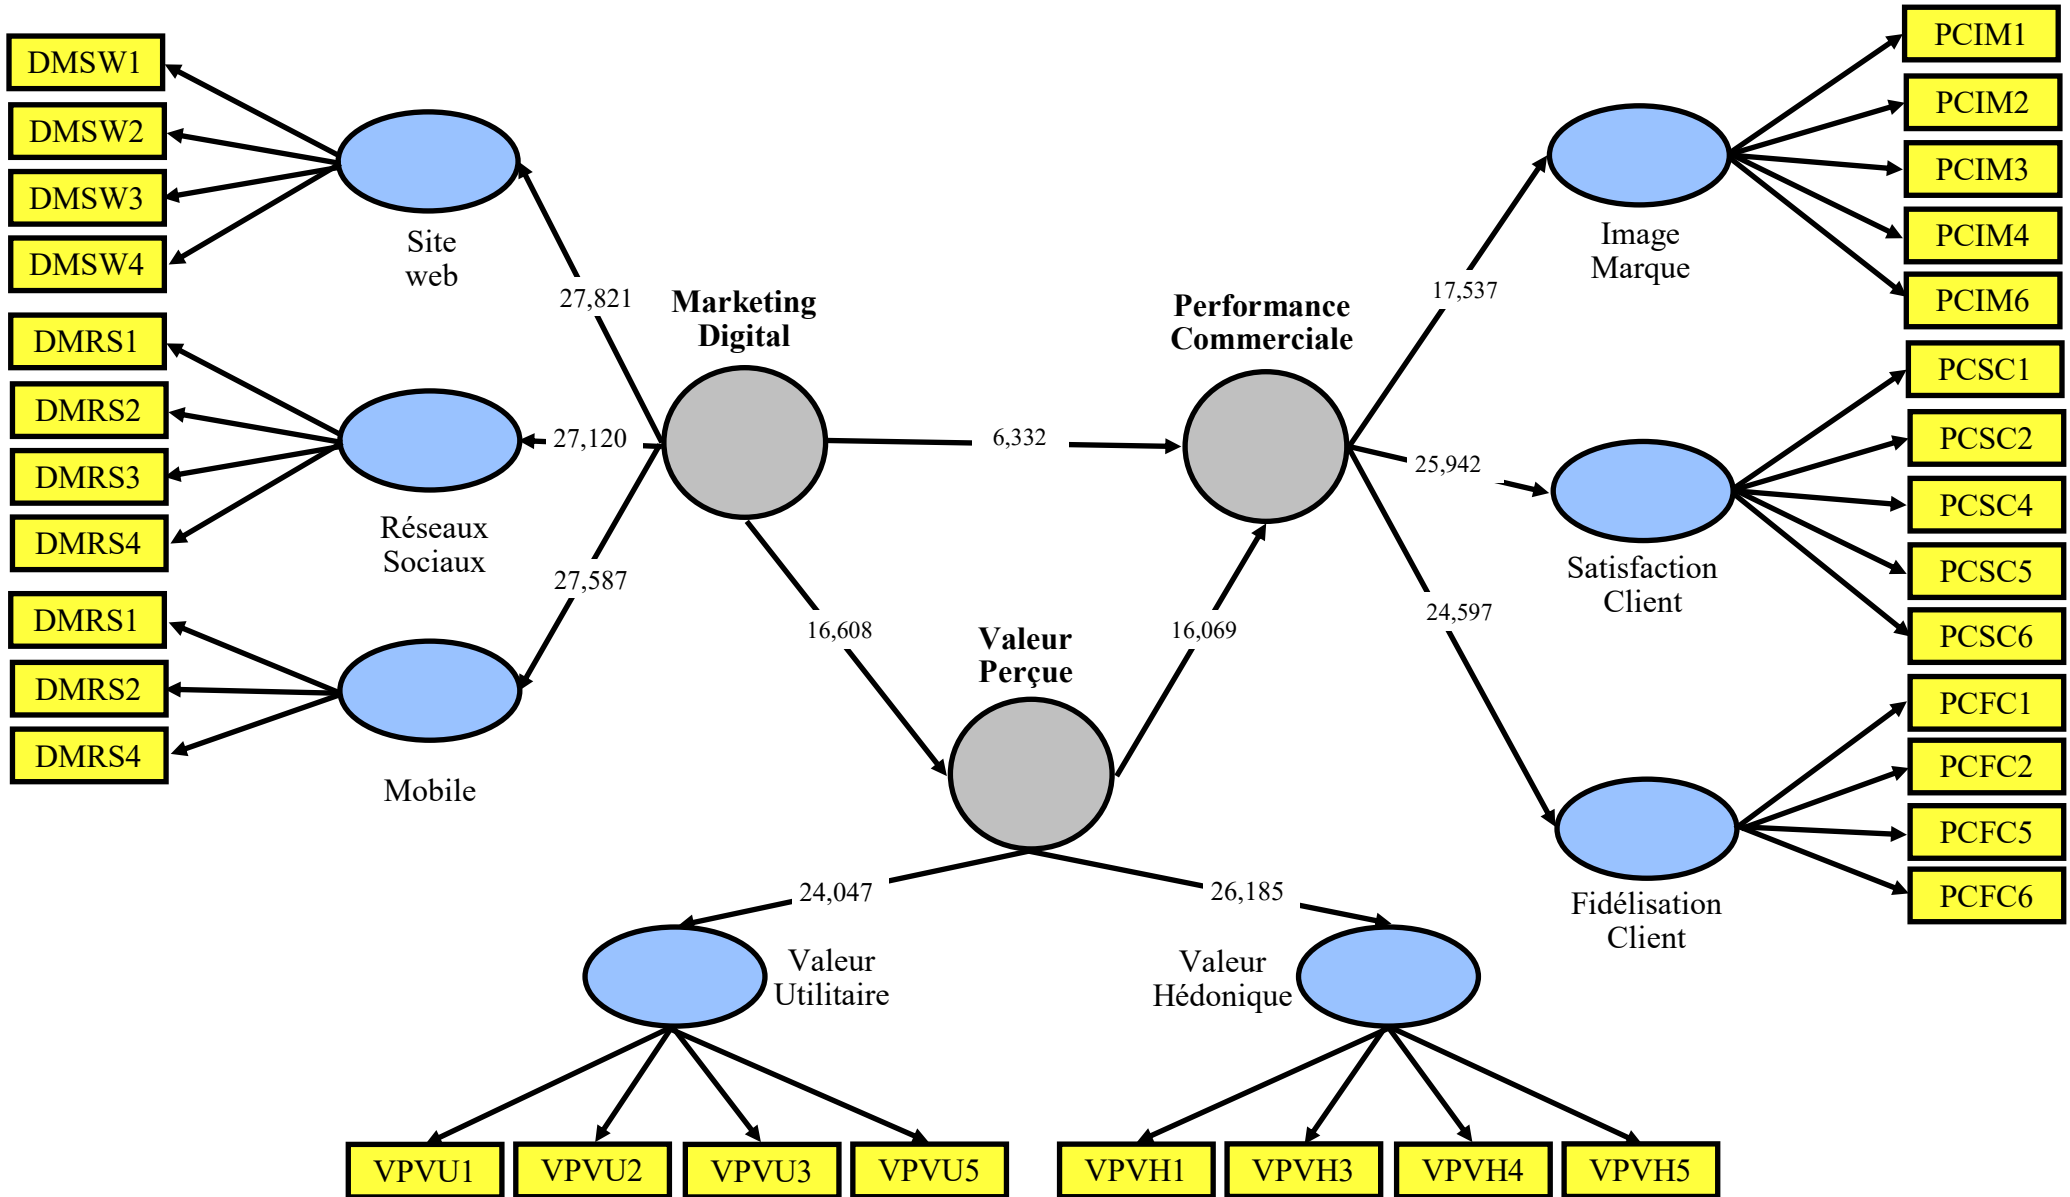 DMSW1
DMSW2
DMSW3
DMSW4
Site
web
DMRS1
DMRS2
DMRS3
DMRS4
Réseaux
Sociaux
DMRS1
DMRS2
DMRS4
Mobile
27,821
27,120
27,587
Marketing
Digital
6,332
16,608
Valeur
Perçue
16,069
Performance
Commerciale
17,537
25,942
24,597
Image
Marque
Satisfaction
Client
Fidélisation
Client
PCIM1
PCIM2
PCIM3
PCIM4
PCIM6
PCSC1
PCSC2
PCSC4
PCSC5
PCSC6
PCFC1
PCFC2
PCFC5
PCFC6
24,047
26,185
Valeur
Utilitaire
Valeur
Hédonique
VPVU1
VPVU2
VPVU3
VPVU5
VPVH1
VPVH3
VPVH4
VPVH5